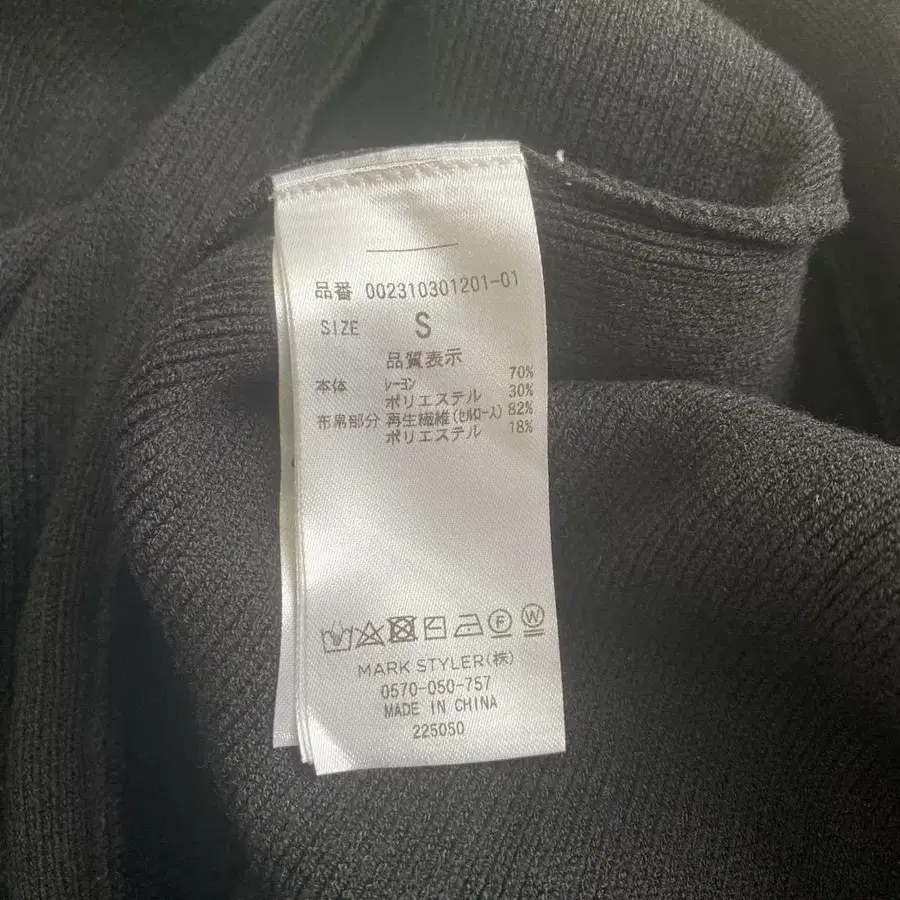 品番 002310301201-01
SIZE S
品質表示
本体 レーヨン 70%
ポリエステル 30%
布帛部分 再生繊維(セルロース) 82%
ポリエステル 18%
F W
MARK STYLER(株)
0570-050-757
MADE IN CHINA
225050